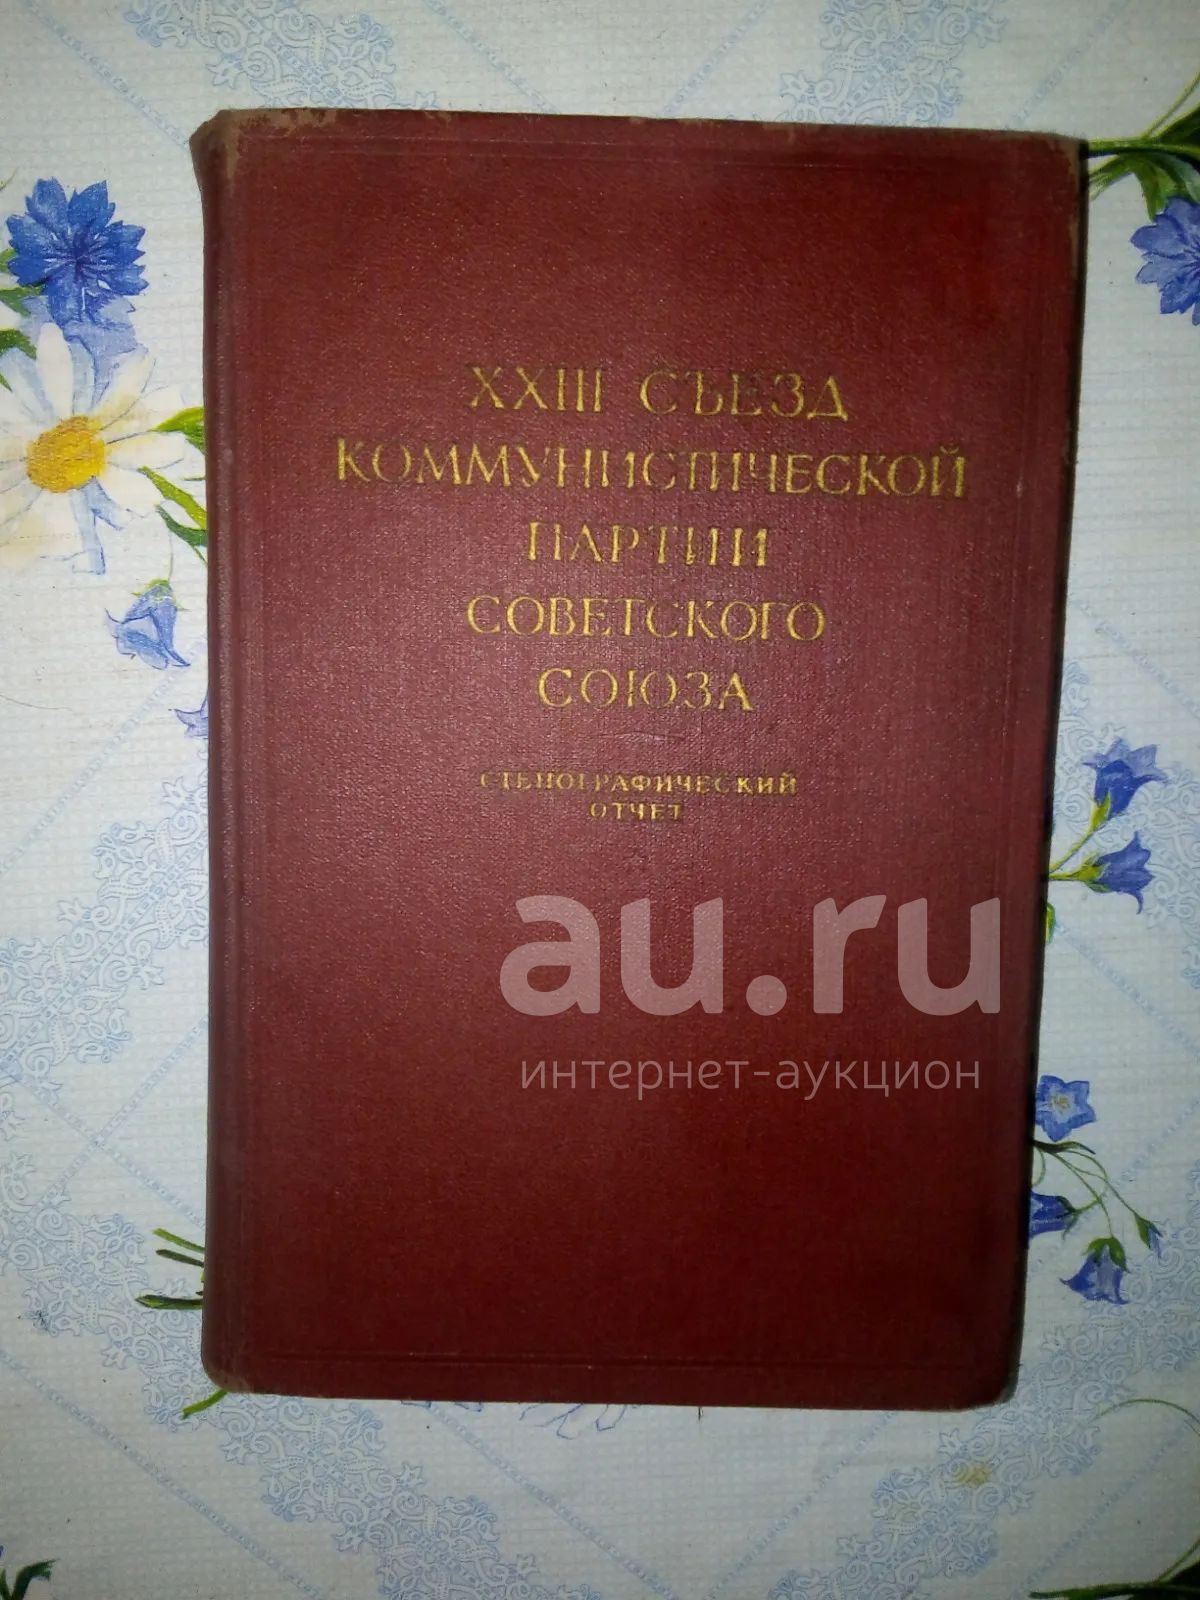 XXIII СЪЕЗД
КОММУНИСТИЧЕСКОЙ
ПАРТИИ
СОВЕТСКОГО
СОЮЗА
СТЕНОГРАФИЧЕСКИЙ
ОТЧЕТ
au.ru
интернет-аукцион